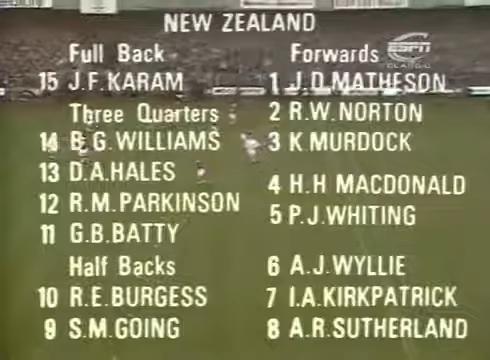 NEW ZEALAND
Full Back
15 J.F.KARAM
Three Quarters
14 B.G.WILLIAMS
13 D.A.HALES
12 R.M.PARKINSON
11 G.B.BATTY
Half Backs
10 R.E.BURGESS
9 S.M.GOING
Forwards
1 J.D.MATHESON
2 R.W.NORTON
3 K MURDOCK
4 H.H MACDONALD
5 P.J.WHITING
6 A.J.WYLLIE
7 I.A.KIRKPATRICK
8 A.R.SUTHERLAND
ESPN
CLASSIC